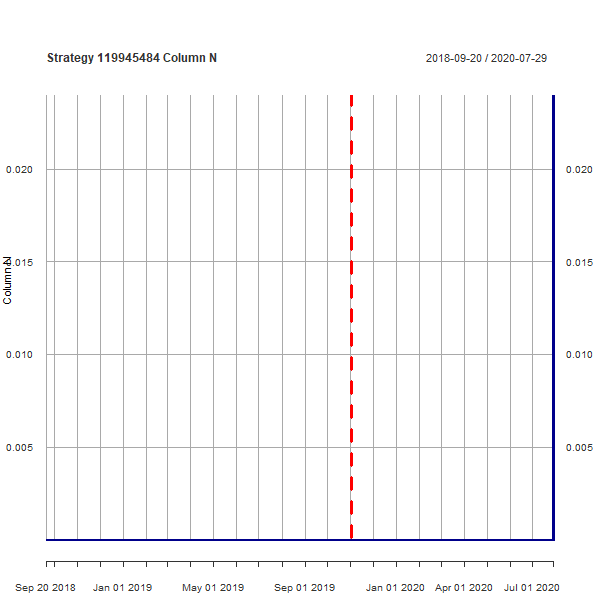 Strategy 119945484 Column N
2018-09-20 / 2020-07-29
0.020
0.020
Column N
0.015
0.015
0.010
0.010
0.005
0.005
Sep 20 2018
Jan 01 2019
May 01 2019
Sep 01 2019
Jan 01 2020
Apr 01 2020
Jul 01 2020